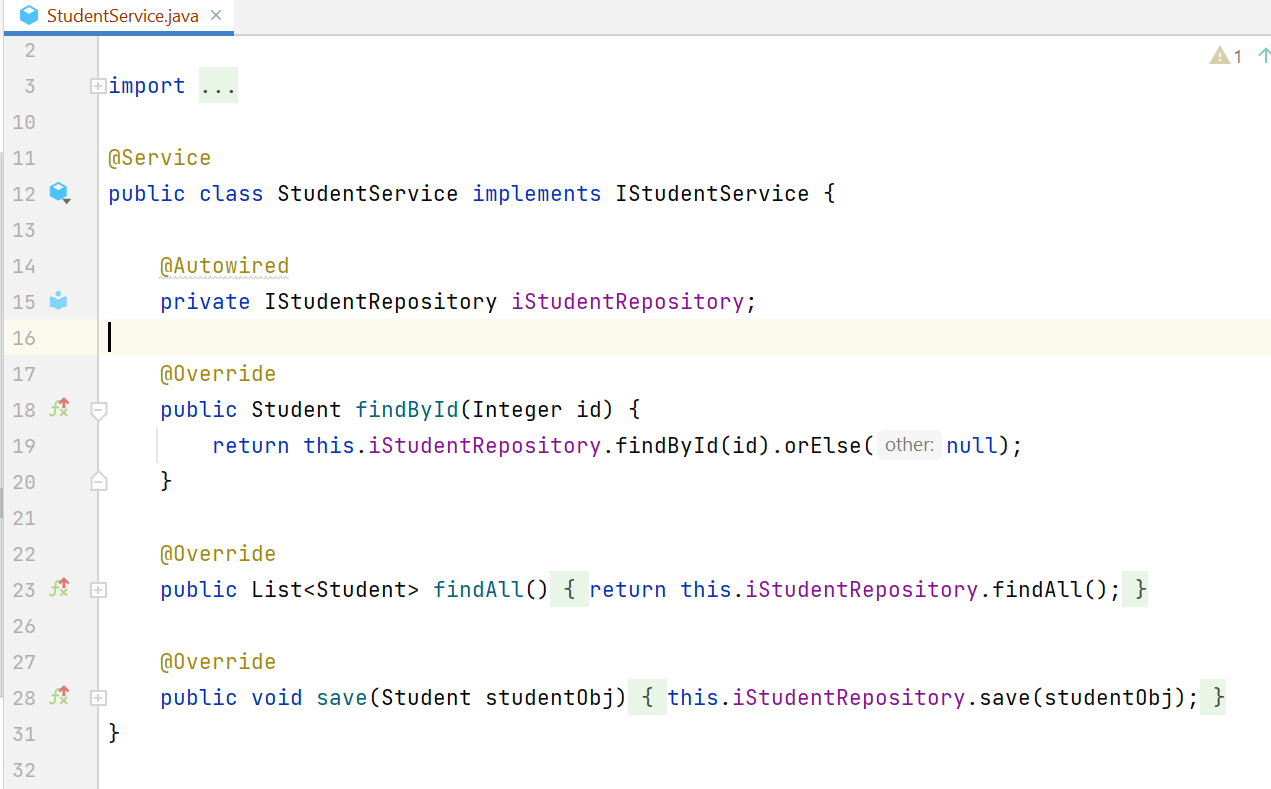 StudentService.java
2
1
3 import ...
10
11 @Service
12 public class StudentService implements IStudentService {
13
14 @Autowired
15 private IStudentRepository iStudentRepository;
16
17 @Override
18 public Student findById(Integer id) {
19 return this.iStudentRepository.findById(id).orElse( other: null);
20 }
21
22 @Override
23 public List<Student> findAll() { return this.iStudentRepository.findAll(); }
26
27 @Override
28 public void save(Student studentObj) { this.iStudentRepository.save(studentObj); }
31 }
32